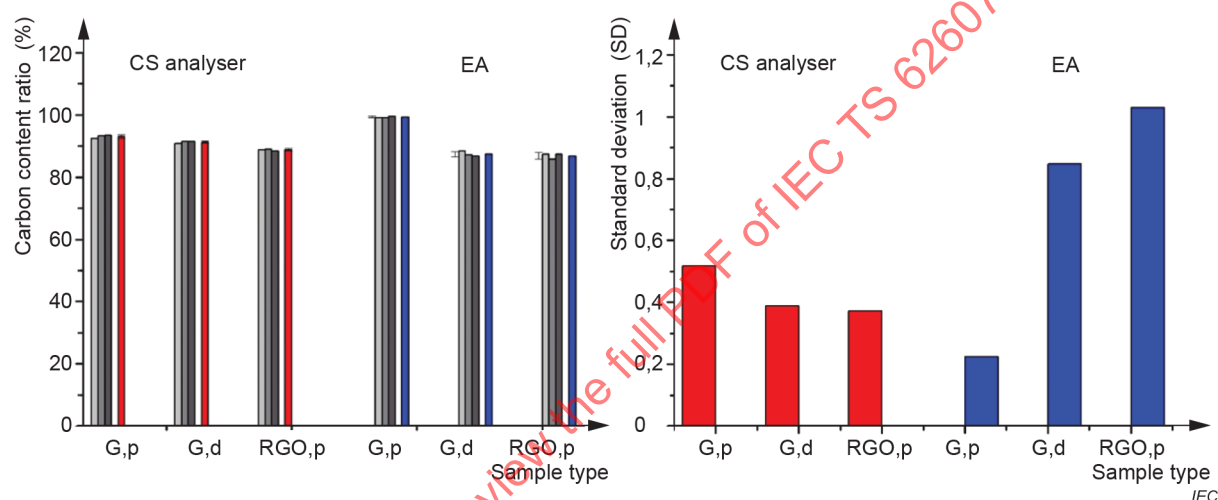 Carbon content ratio (%)
120
100
80
60
40
20
0
CS analyser
EA
G,p
G,d
RGO,p
G,p
G,d
RGO,p
Sample type
Standard deviation (SD)
1,2
1
0,8
0,6
0,4
0,2
0
CS analyser
EA
G,p
G,d
RGO,p
G,p
G,d
RGO,p
Sample type
IEC
view the full PDF of IEC TS 62607